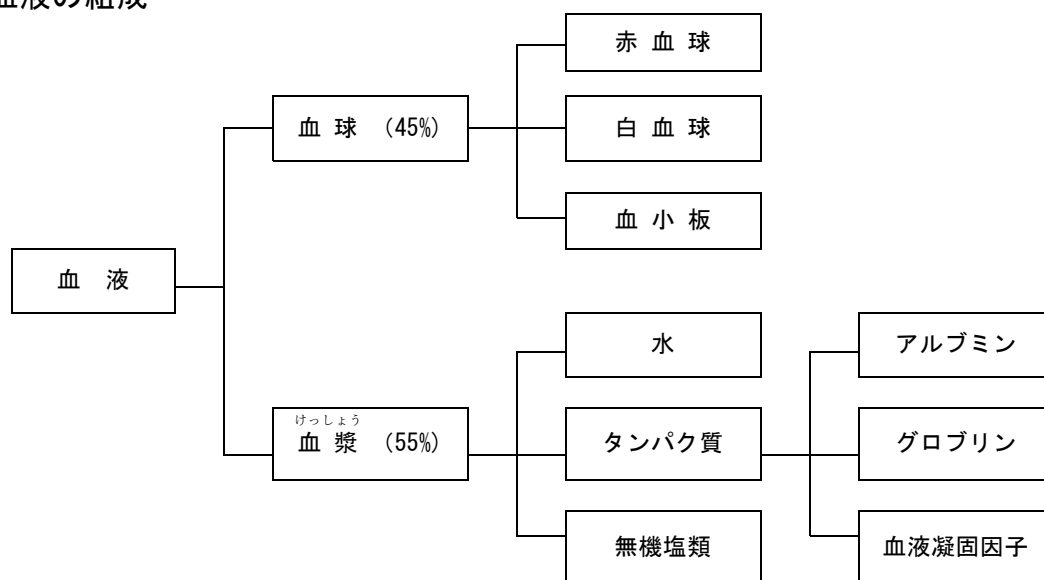 血液の組成
赤 血 球
血 球 (45%)
白 血 球
血 小 板
血 液
水
アルブミン
けっしょう
血 漿 (55%)
タンパク質
グロブリン
無機塩類
血液凝固因子